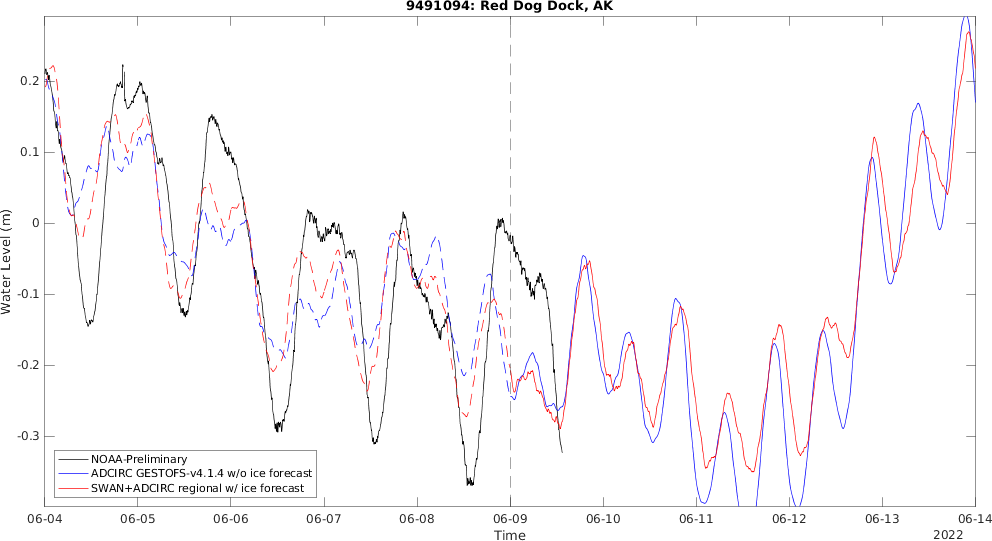 9491094: Red Dog Dock, AK
Water Level (m)
0.2
0.1
0
-0.1
-0.2
-0.3
NOAA-Preliminary
ADCIRC GESTOFS-v4.1.4 w/o ice forecast
SWAN+ADCIRC regional w/ ice forecast
06-04 06-05 06-06 06-07 06-08 06-09 06-10 06-11 06-12 06-13 06-14
Time
2022